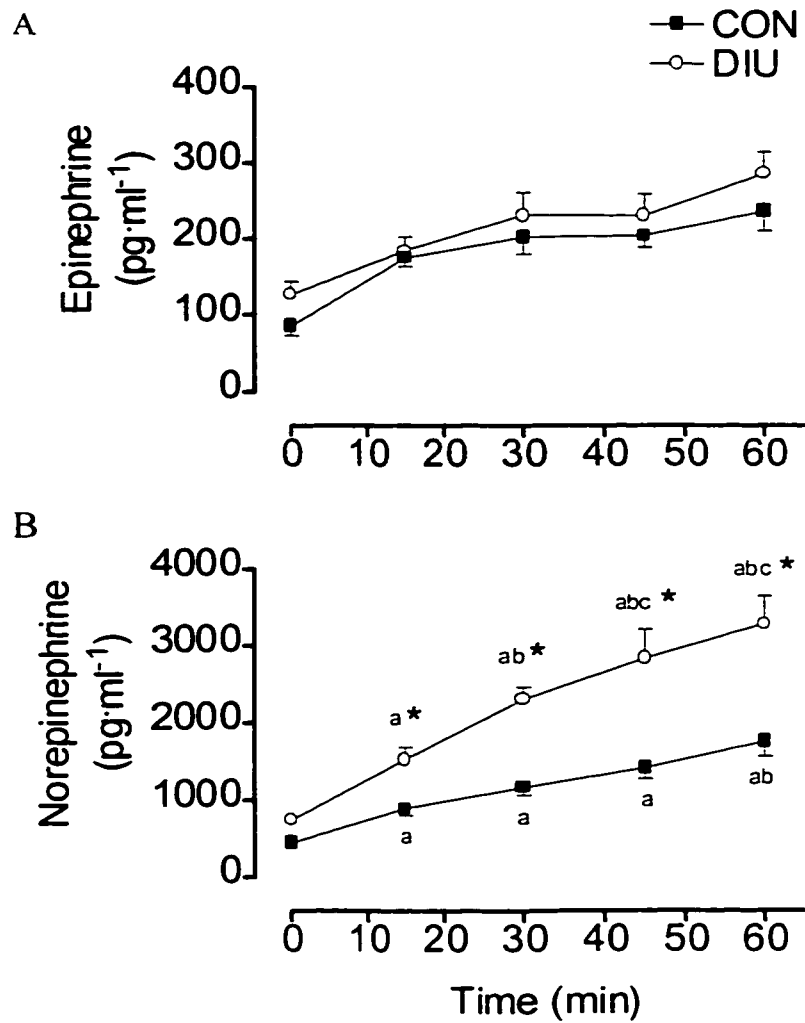 A
CON
DIU
Epinephrine
(pg·ml⁻¹)
400
300
200
100
0
0 10 20 30 40 50 60
B
Norepinephrine
(pg·ml⁻¹)
4000
3000
2000
1000
0
a*
ab*
abc*
abc*
a
a
a
ab
0 10 20 30 40 50 60
Time (min)